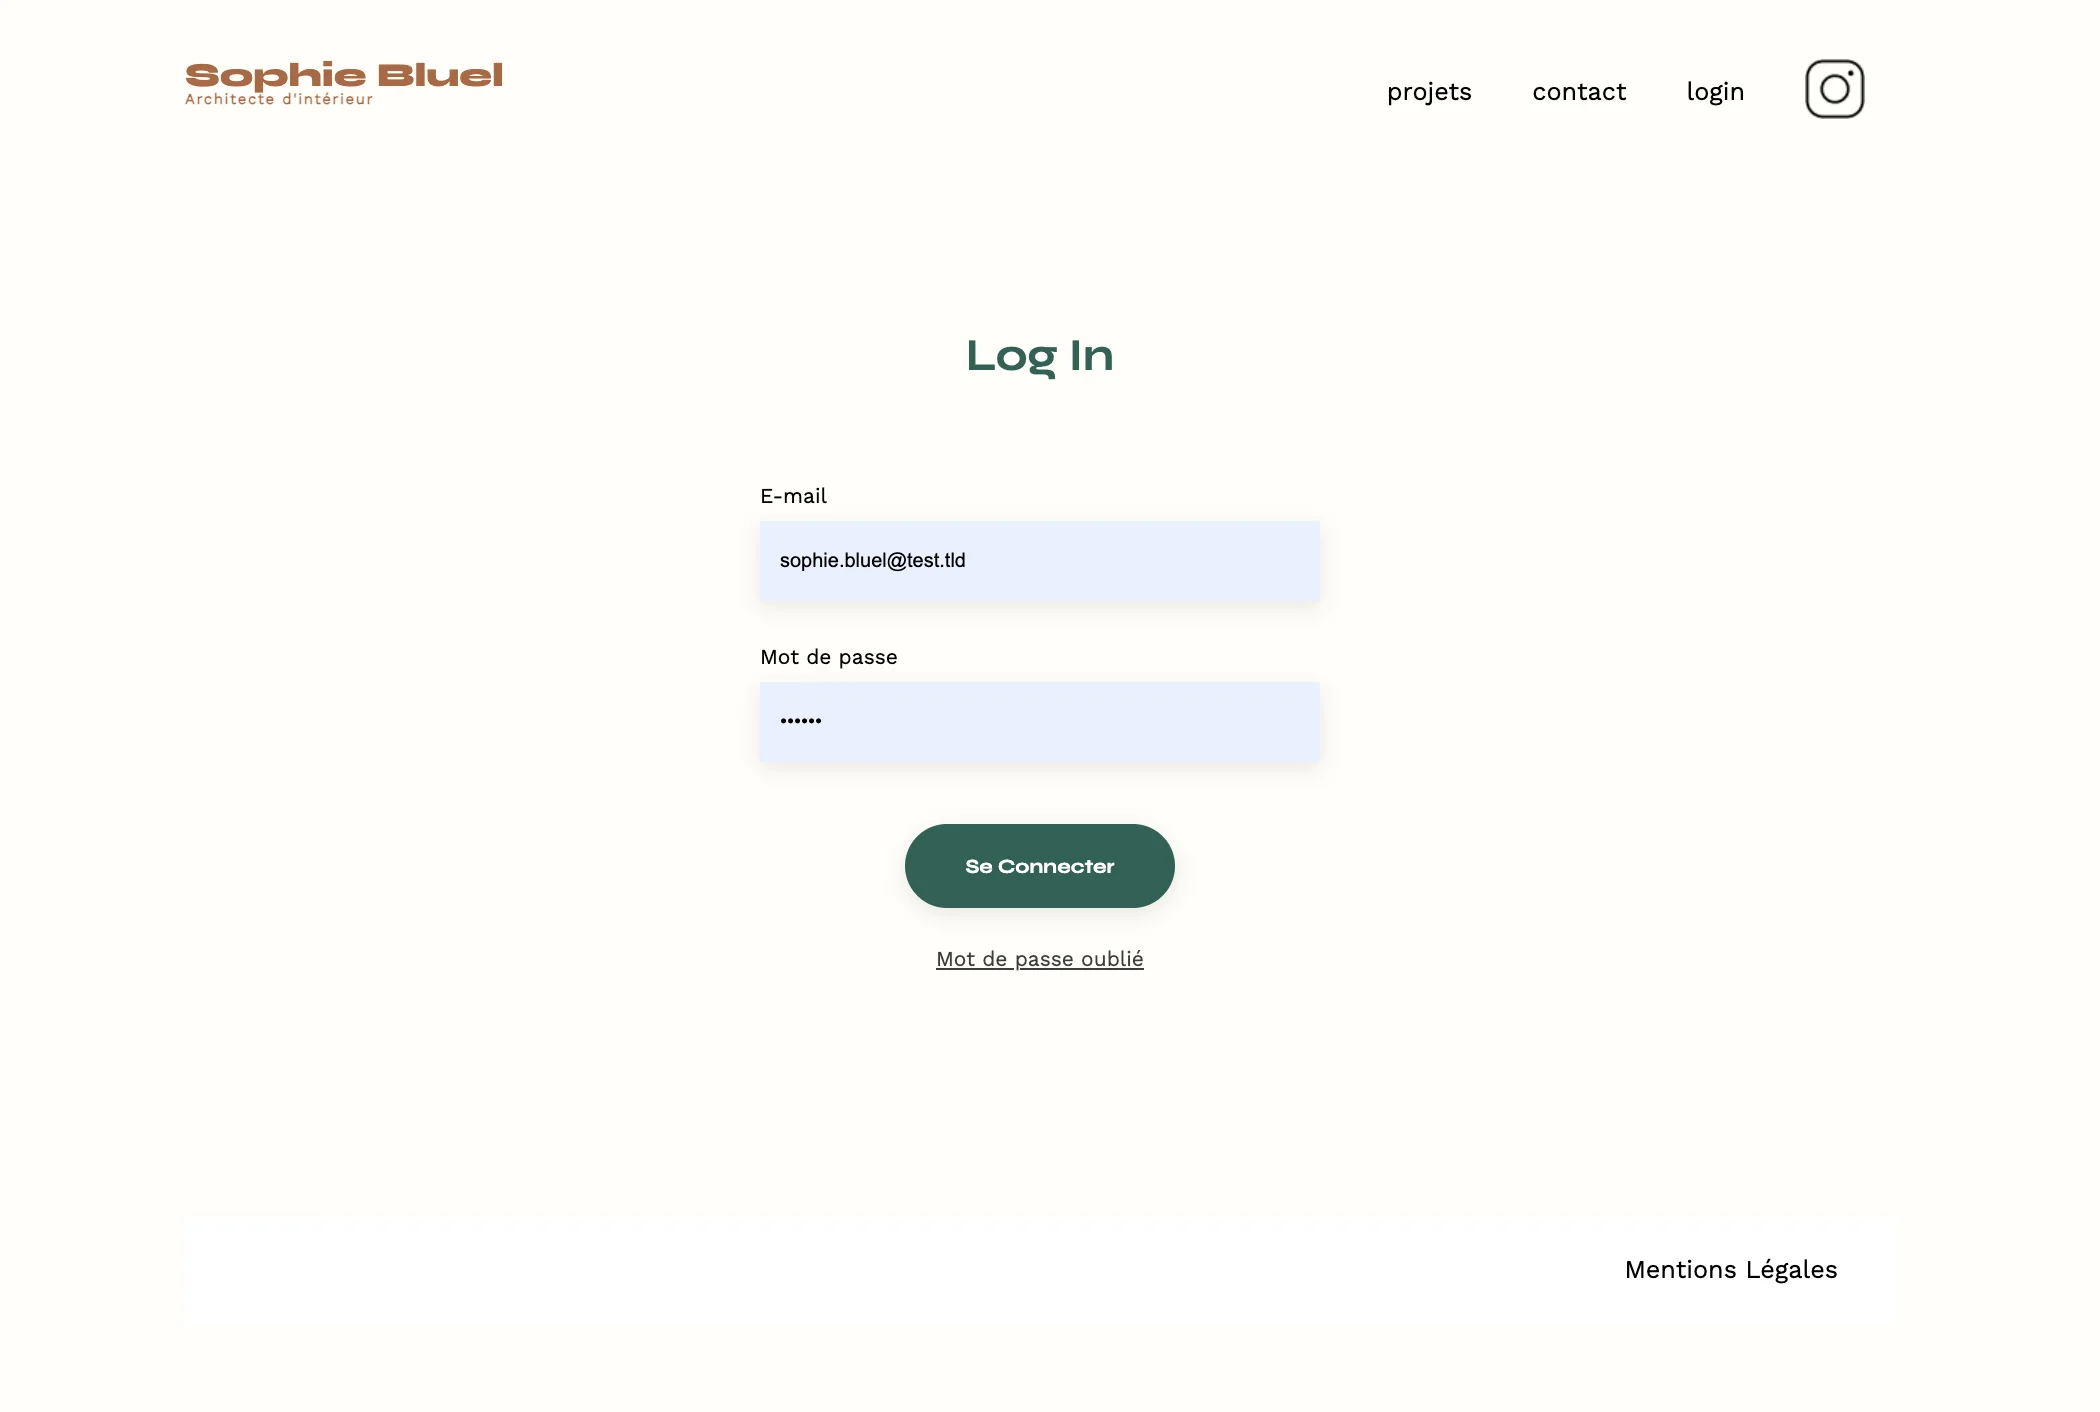 Sophie Bluel
Architecte d'intérieur
projets
contact
login
Log In
E-mail
sophie.bluel@test.tld
Mot de passe
••••••
Se Connecter
Mot de passe oublié
Mentions Légales